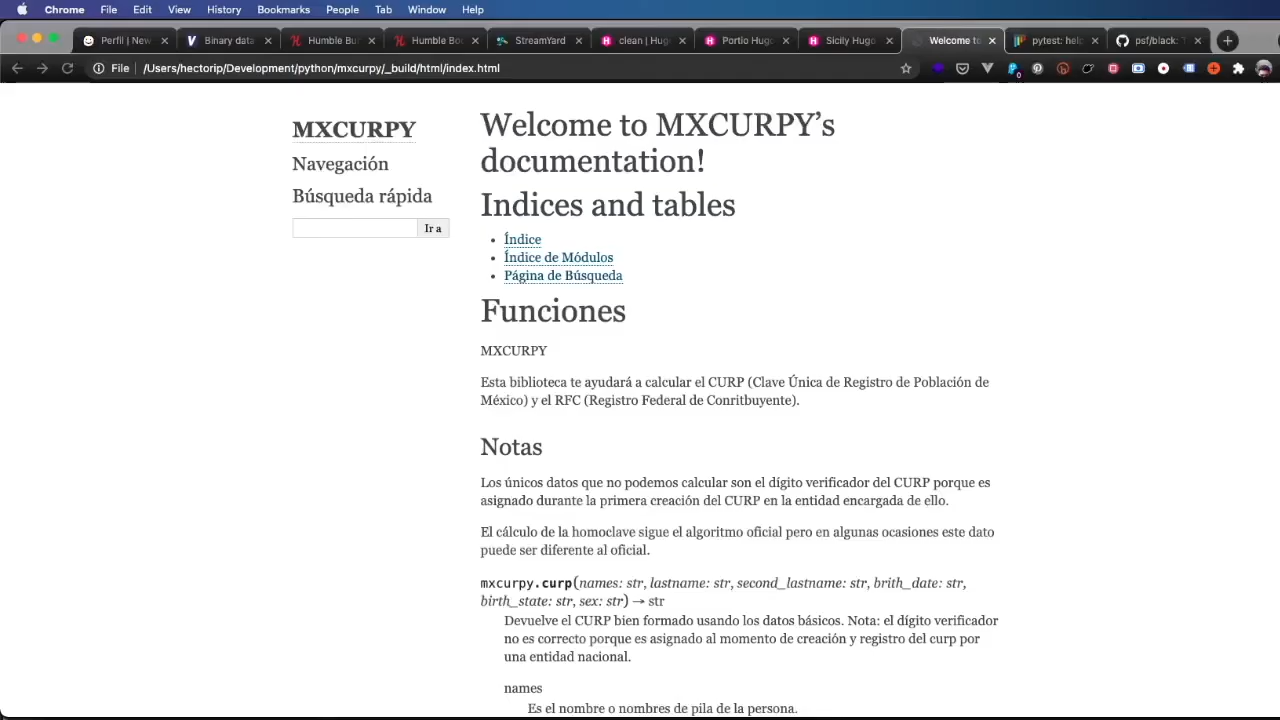 Chrome File Edit View History Bookmarks People Tab Window Help
Perfil | New
Binary data
Humble Bu
Humble Bo
StreamYard
clean | Hug
Portio Hugo
Sicily Hugo
Welcome to
pytest: help
psf/black: T
File /Users/hectorip/Development/python/mxcurpy/_build/html/index.html
MXCURPY
Navegación
Búsqueda rápida
Ir a
Welcome to MXCURPY’s
documentation!
Indices and tables
Índice
Índice de Módulos
Página de Búsqueda
Funciones
MXCURPY
Esta biblioteca te ayudará a calcular el CURP (Clave Única de Registro de Población de
México) y el RFC (Registro Federal de Conritbuyente).
Notas
Los únicos datos que no podemos calcular son el dígito verificador del CURP porque es
asignado durante la primera creación del CURP en la entidad encargada de ello.
El cálculo de la homoclave sigue el algoritmo oficial pero en algunas ocasiones este dato
puede ser diferente al oficial.
mxcurpy.curp(names: str, lastname: str, second_lastname: str, brith_date: str,
birth_state: str, sex: str) → str
Devuelve el CURP bien formado usando los datos básicos. Nota: el dígito verificador
no es correcto porque es asignado al momento de creación y registro del curp por
una entidad nacional.
names
Es el nombre o nombres de pila de la persona.